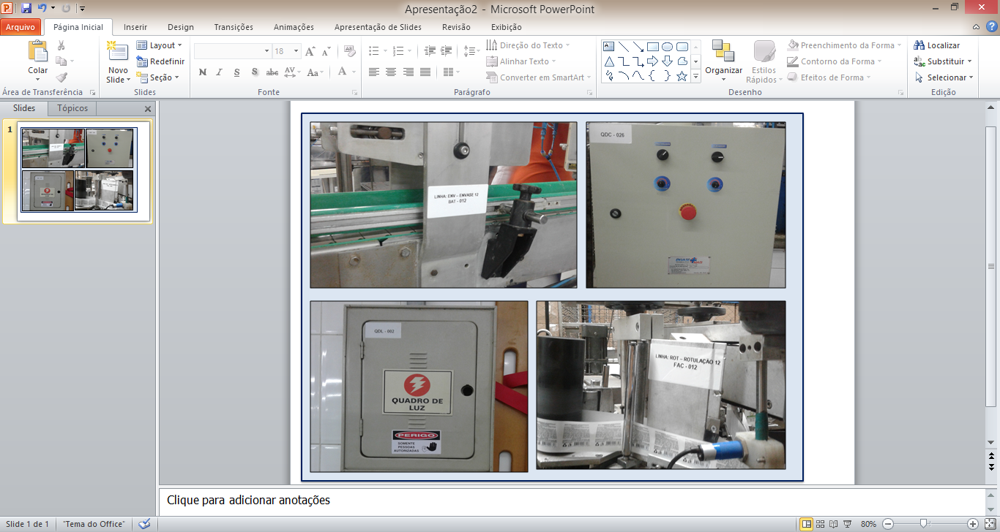 Apresentação2 - Microsoft PowerPoint
Arquivo
Página Inicial
Inserir
Design
Transições
Animações
Apresentação de Slides
Revisão
Exibição
Colar
Área de Transferência
Novo
Slide
Layout
Redefinir
Seção
Slides
18
N I S S abc AV Aa A
Fonte
Direção do Texto
Alinhar Texto
Converter em SmartArt
Parágrafo
Organizar
Estilos
Rápidos
Preenchimento da Forma
Contorno da Forma
Efeitos de Forma
Desenho
Localizar
Substituir
Selecionar
Edição
Slides
Tópicos
1
LINHA: ENV – ENVASE 12
BAT - 012
QDC - 026
QDL - 002
QUADRO DE
LUZ
PERIGO
SOMENTE
PESSOAS
AUTORIZADAS
LINHA: ROT – ROTULAÇÃO 12
FAC - 012
Clique para adicionar anotações
Slide 1 de 1
"Tema do Office"
80%